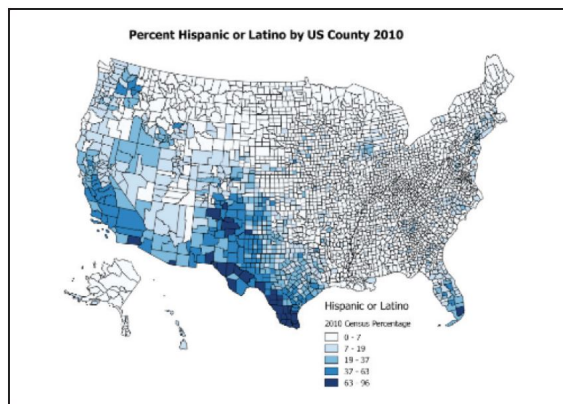 Percent Hispanic or Latino by US County 2010
Hispanic or Latino
2010 Census Percentage
0 - 7
7 - 19
19 - 37
37 - 63
63 - 96